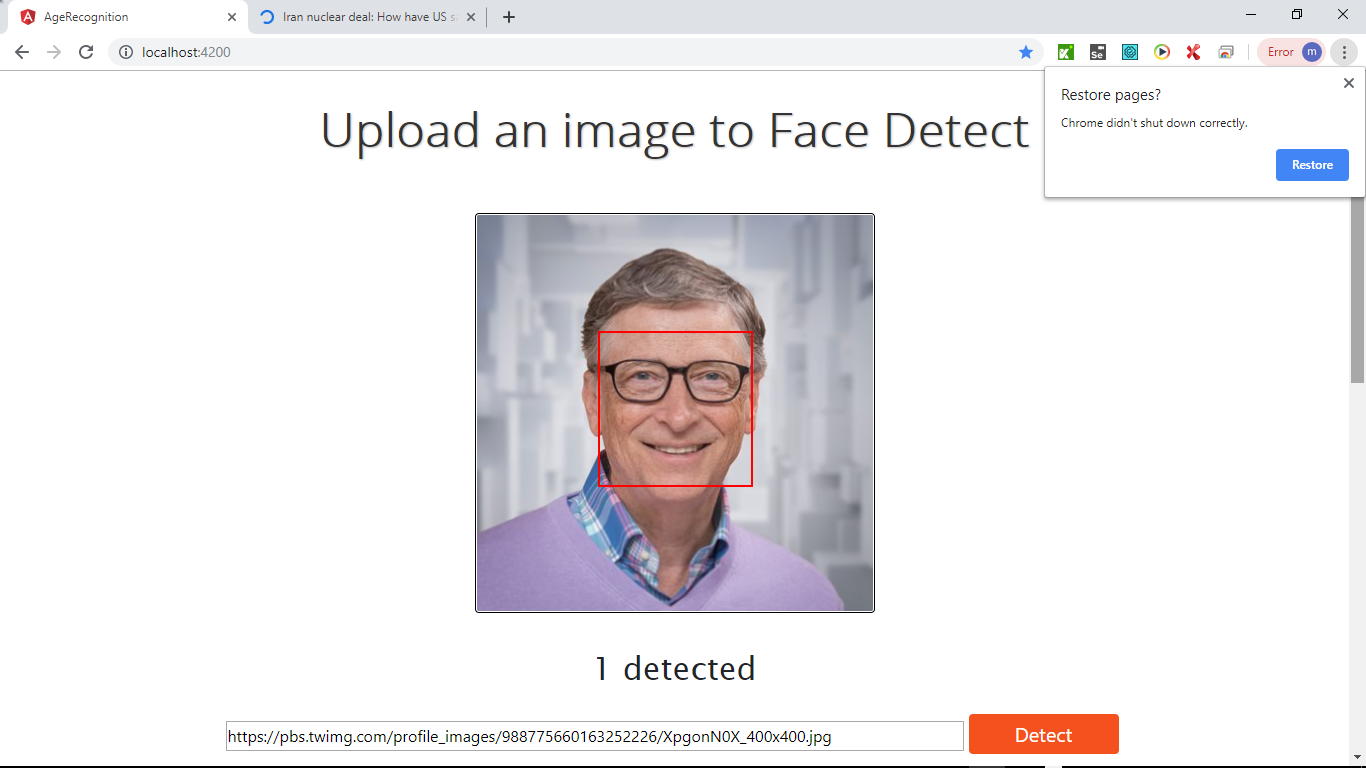 AgeRecognition
Iran nuclear deal: How have US s
localhost:4200
Se
Error
m
Restore pages?
Chrome didn't shut down correctly.
Restore
Upload an image to Face Detect
1 detected
https://pbs.twimg.com/profile_images/988775660163252226/XpgonN0X_400x400.jpg
Detect